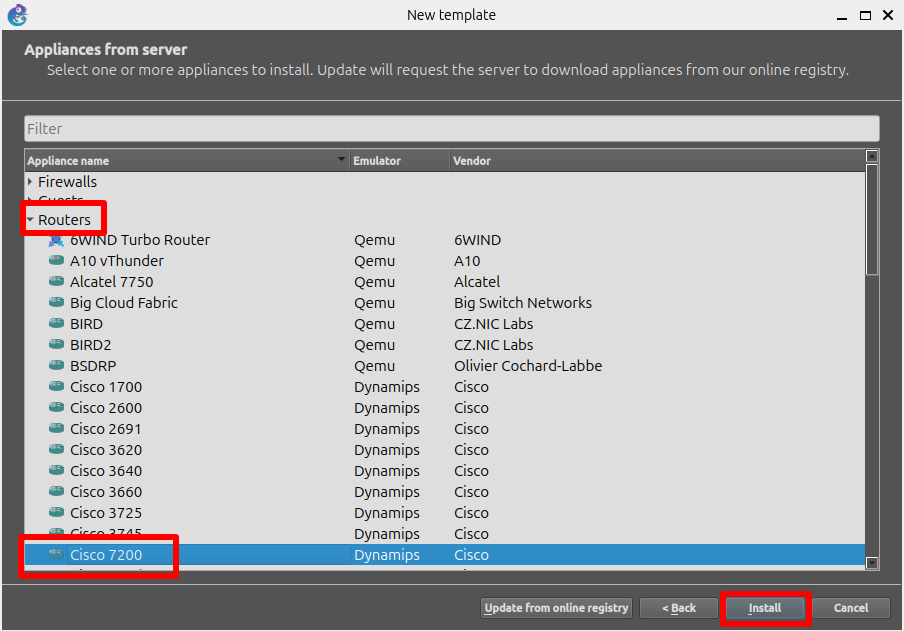 New template
Appliances from server
Select one or more appliances to install. Update will request the server to download appliances from our online registry.
Filter
Appliance name Emulator Vendor
Firewalls
Guests
Routers
6WIND Turbo Router Qemu 6WIND
A10 vThunder Qemu A10
Alcatel 7750 Qemu Alcatel
Big Cloud Fabric Qemu Big Switch Networks
BIRD Qemu CZ.NIC Labs
BIRD2 Qemu CZ.NIC Labs
BSDRP Qemu Olivier Cochard-Labbe
Cisco 1700 Dynamips Cisco
Cisco 2600 Dynamips Cisco
Cisco 2691 Dynamips Cisco
Cisco 3620 Dynamips Cisco
Cisco 3640 Dynamips Cisco
Cisco 3660 Dynamips Cisco
Cisco 3725 Dynamips Cisco
Cisco 3745 Dynamips Cisco
Cisco 7200 Dynamips Cisco
Update from online registry < Back Install Cancel